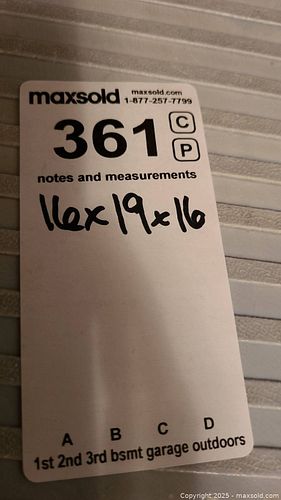 maxsold maxsold.com
1-877-257-7799
361 C
P
notes and measurements
16x19x16
A B C D
1st 2nd 3rd bsmt garage outdoors
Copyright 2025 - maxsold.com